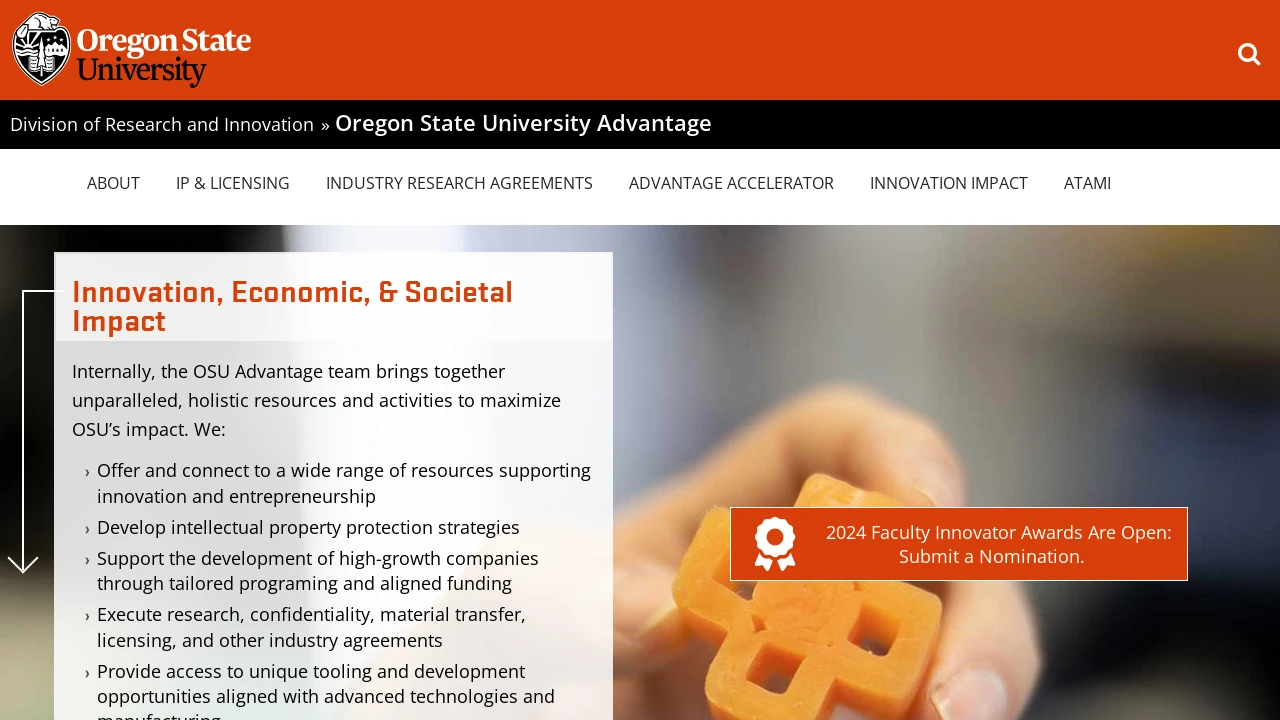 Oregon State
University
Division of Research and Innovation » Oregon State University Advantage
ABOUT IP & LICENSING INDUSTRY RESEARCH AGREEMENTS ADVANTAGE ACCELERATOR INNOVATION IMPACT ATAMI
Innovation, Economic, & Societal
Impact
Internally, the OSU Advantage team brings together
unparalleled, holistic resources and activities to maximize
OSU’s impact. We:
› Offer and connect to a wide range of resources supporting
innovation and entrepreneurship
› Develop intellectual property protection strategies
› Support the development of high-growth companies
through tailored programing and aligned funding
› Execute research, confidentiality, material transfer,
licensing, and other industry agreements
› Provide access to unique tooling and development
opportunities aligned with advanced technologies and
manufacturing
2024 Faculty Innovator Awards Are Open:
Submit a Nomination.